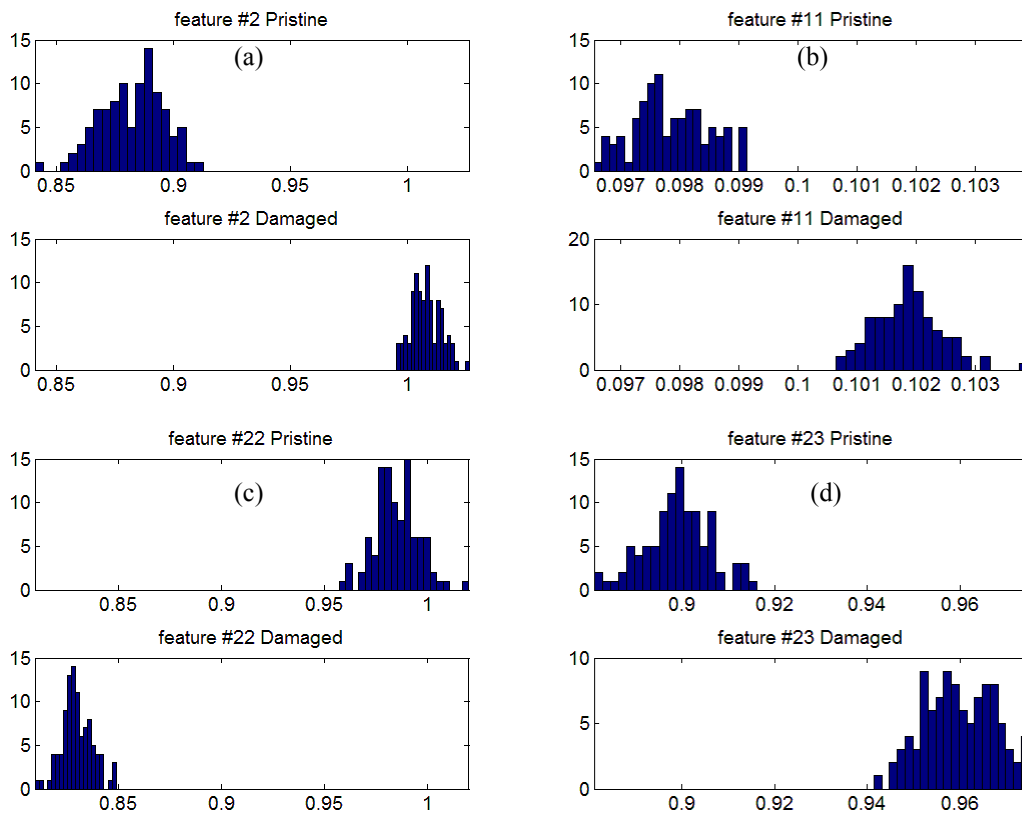 feature #2 Pristine
15
10
5
0
(a)
0.85 0.9 0.95 1
feature #11 Pristine
15
10
5
0
(b)
0.097 0.098 0.099 0.1 0.101 0.102 0.103
feature #2 Damaged
15
10
5
0
0.85 0.9 0.95 1
feature #11 Damaged
20
10
0
0.097 0.098 0.099 0.1 0.101 0.102 0.103
feature #22 Pristine
15
10
5
0
(c)
0.85 0.9 0.95 1
feature #23 Pristine
15
10
5
0
(d)
0.9 0.92 0.94 0.96
feature #22 Damaged
15
10
5
0
0.85 0.9 0.95 1
feature #23 Damaged
10
5
0
0.9 0.92 0.94 0.96